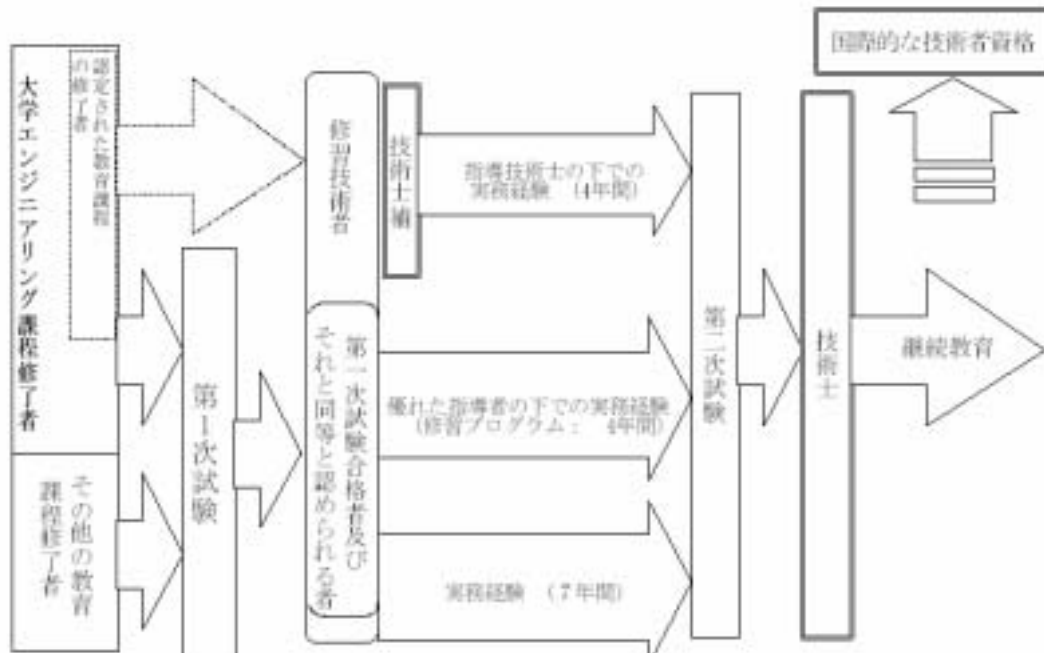 国際的な技術者資格
大学エンジニアリング課程修了者
認定された教育課程
の修了者
その他の教育
課程修了者
第1次試験
修習技術者
第一次試験合格者及び
それと同等と認められる者
技術士補
指導技術士の下での
実務経験 (4年間)
優れた指導者の下での実務経験
(修習プログラム: 4年間)
実務経験 (7年間)
第二次試験
技術士
継続教育